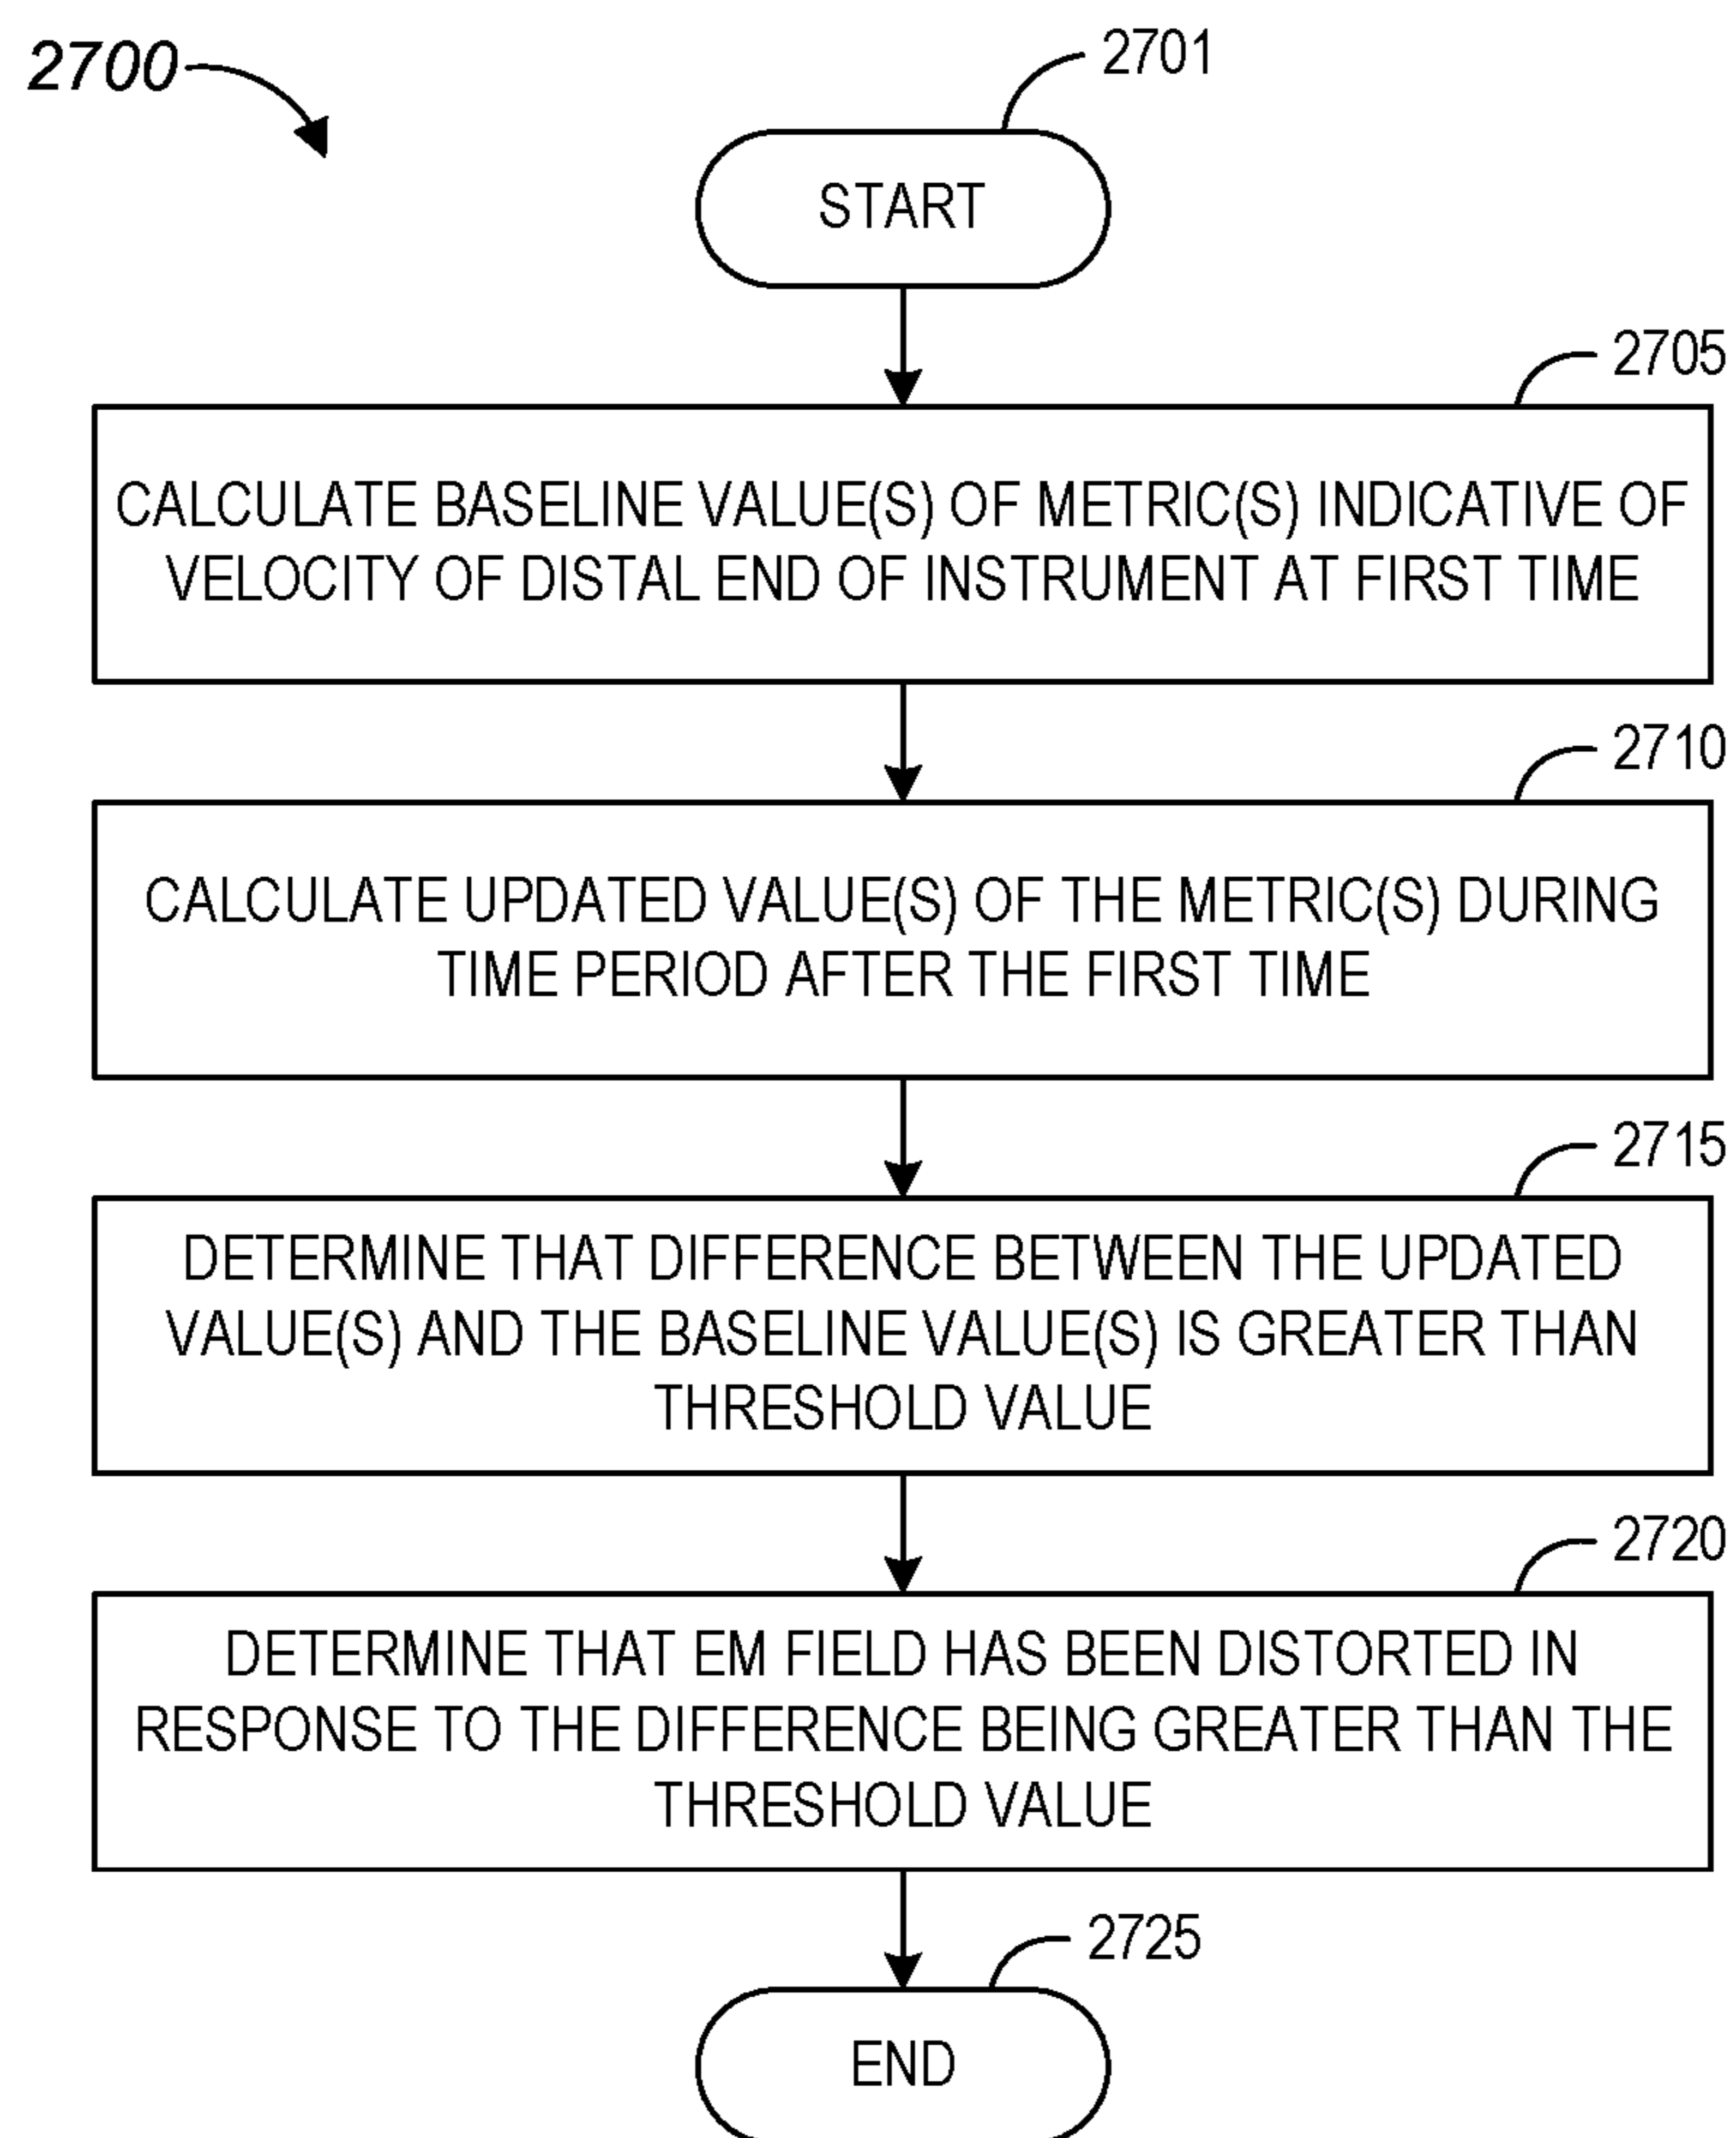 2700
2701
START
2705
CALCULATE BASELINE VALUE(S) OF METRIC(S) INDICATIVE OF
VELOCITY OF DISTAL END OF INSTRUMENT AT FIRST TIME
2710
CALCULATE UPDATED VALUE(S) OF THE METRIC(S) DURING
TIME PERIOD AFTER THE FIRST TIME
2715
DETERMINE THAT DIFFERENCE BETWEEN THE UPDATED
VALUE(S) AND THE BASELINE VALUE(S) IS GREATER THAN
THRESHOLD VALUE
2720
DETERMINE THAT EM FIELD HAS BEEN DISTORTED IN
RESPONSE TO THE DIFFERENCE BEING GREATER THAN THE
THRESHOLD VALUE
2725
END